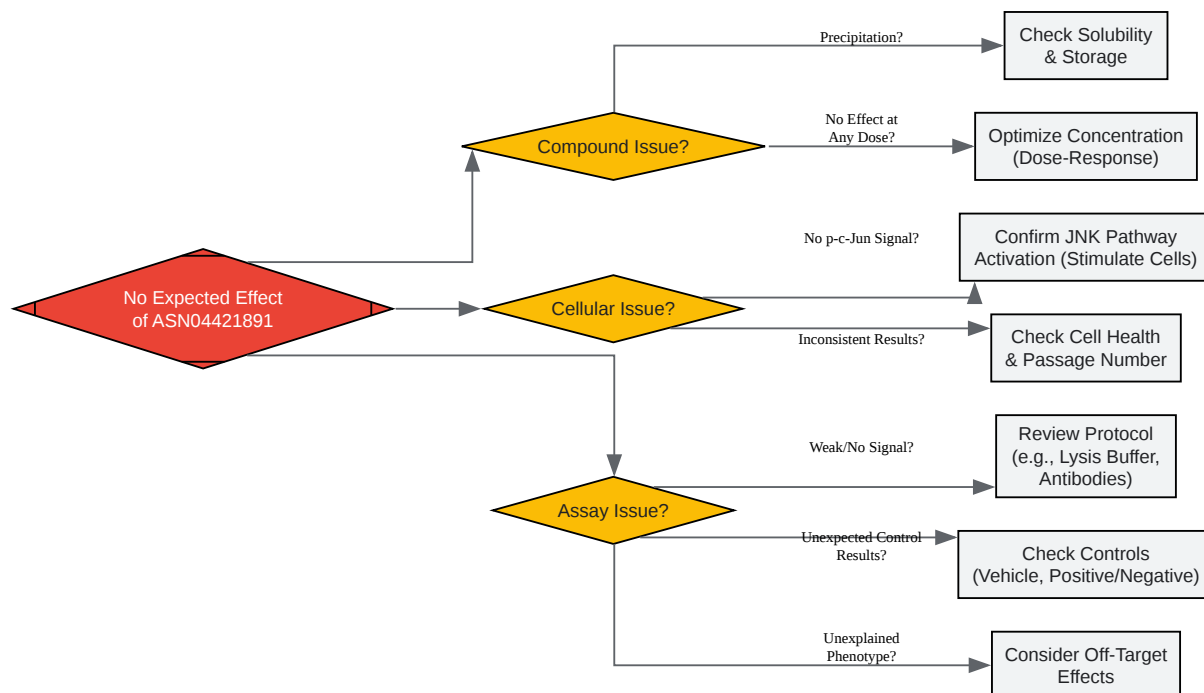 Precipitation?
Check Solubility
& Storage
Compound Issue?
No Effect at
Any Dose?
Optimize Concentration
(Dose-Response)
No Expected Effect
of ASN04421891
Cellular Issue?
No p-c-Jun Signal?
Confirm JNK Pathway
Activation (Stimulate Cells)
Inconsistent Results?
Check Cell Health
& Passage Number
Assay Issue?
Weak/No Signal?
Review Protocol
(e.g., Lysis Buffer,
Antibodies)
Unexpected Control
Results?
Check Controls
(Vehicle, Positive/Negative)
Unexplained
Phenotype?
Consider Off-Target
Effects